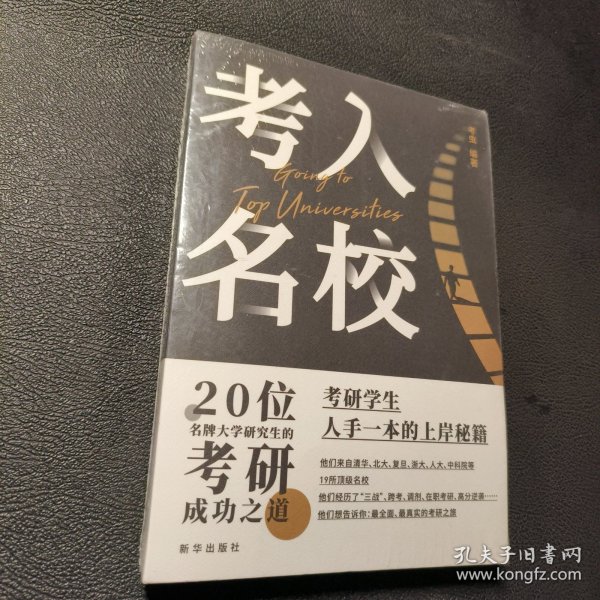 考入
Going to
Top Universities
名校
考虫 编著
20位
名牌大学研究生的
考研
成功之道
新华出版社
考研学生
人手一本的上岸秘籍
他们来自清华、北大、复旦、浙大、人大、中科院等
19所顶级名校
他们经历了“三战”、跨考、调剂、在职考研、高分逆袭……
他们想告诉你：最全面、最真实的考研之旅
孔夫子旧书网
www.kongfz.com